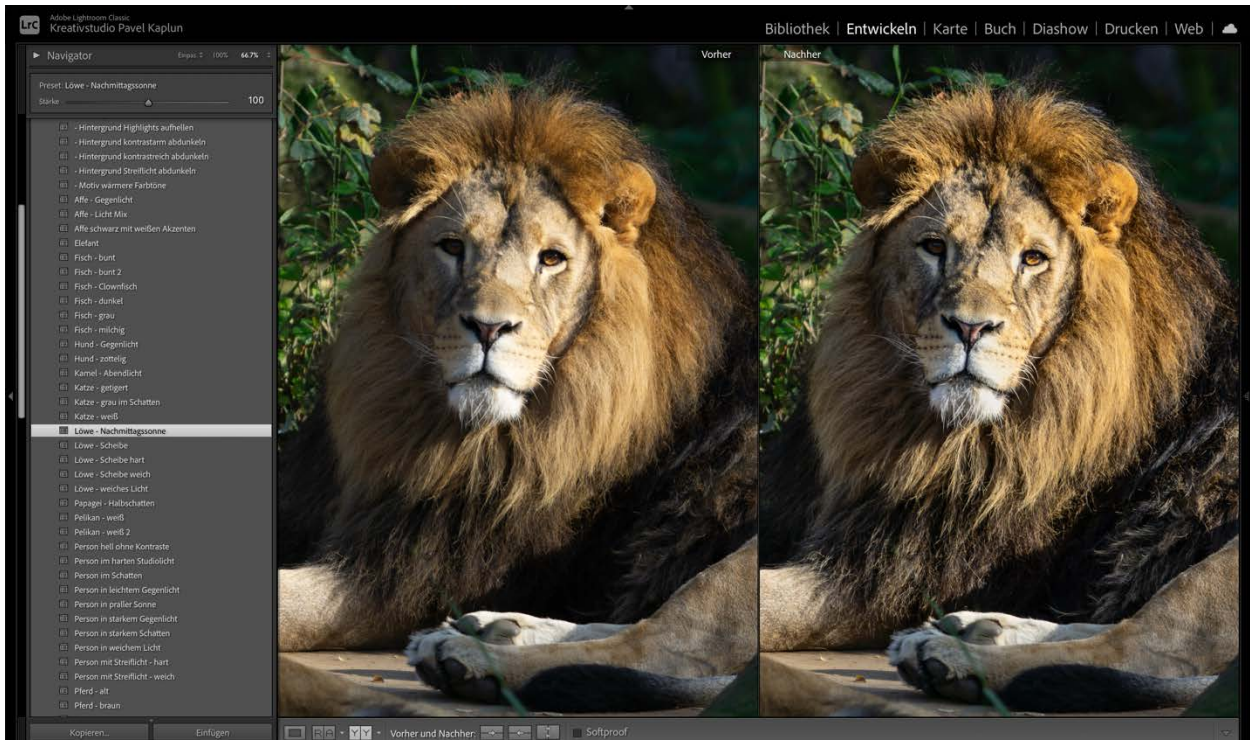 LrC
Adobe Lightroom Classic
Kreativstudio Pavel Kaplun
Bibliothek | Entwickeln | Karte | Buch | Diashow | Drucken | Web |
Navigator
Einpas. 100% 66.7%
Preset Löwe - Nachmittagssonne
Stärke 100
- Hintergrund Highlights aufhellen
- Hintergrund kontrastarm abdunkeln
- Hintergrund kontrastreich abdunkeln
- Hintergrund Streiflicht abdunkeln
- Motiv wärmere Farbtöne
Affe - Gegenlicht
Affe - Licht Mix
Affe schwarz mit weißen Akzenten
Elefant
Fisch - bunt
Fisch - bunt 2
Fisch - Clownfisch
Fisch - dunkel
Fisch - grau
Fisch - milchig
Hund - Gegenlicht
Hund - zottelig
Kamel - Abendlicht
Katze - getigert
Katze - grau im Schatten
Katze - weiß
Löwe - Nachmittagssonne
Löwe - Scheibe
Löwe - Scheibe hart
Löwe - Scheibe weich
Löwe - weiches Licht
Papagei - Halbschatten
Pelikan - weiß
Pelikan - weiß 2
Person hell ohne Kontraste
Person im harten Studiolicht
Person im Schatten
Person in leichtem Gegenlicht
Person in praller Sonne
Person in starkem Gegenlicht
Person in starkem Schatten
Person in weichem Licht
Person mit Streiflicht - hart
Person mit Streiflicht - weich
Pferd - alt
Pferd - braun
Kopieren... Einfügen
Vorher
Nachher
R A Y Y Vorher und Nachher: Softproof